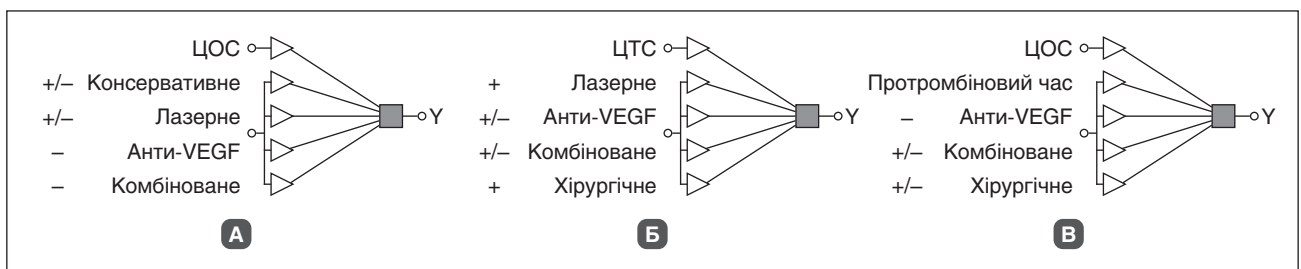 ЦОС
+/– Консервативне
+/– Лазерне
– Анти-VEGF
– Комбіноване
Y
А
ЦТС
+ Лазерне
+/– Анти-VEGF
+/– Комбіноване
+ Хірургічне
Y
Б
ЦОС
Протромбіновий час
– Анти-VEGF
+/– Комбіноване
+/– Хірургічне
Y
В